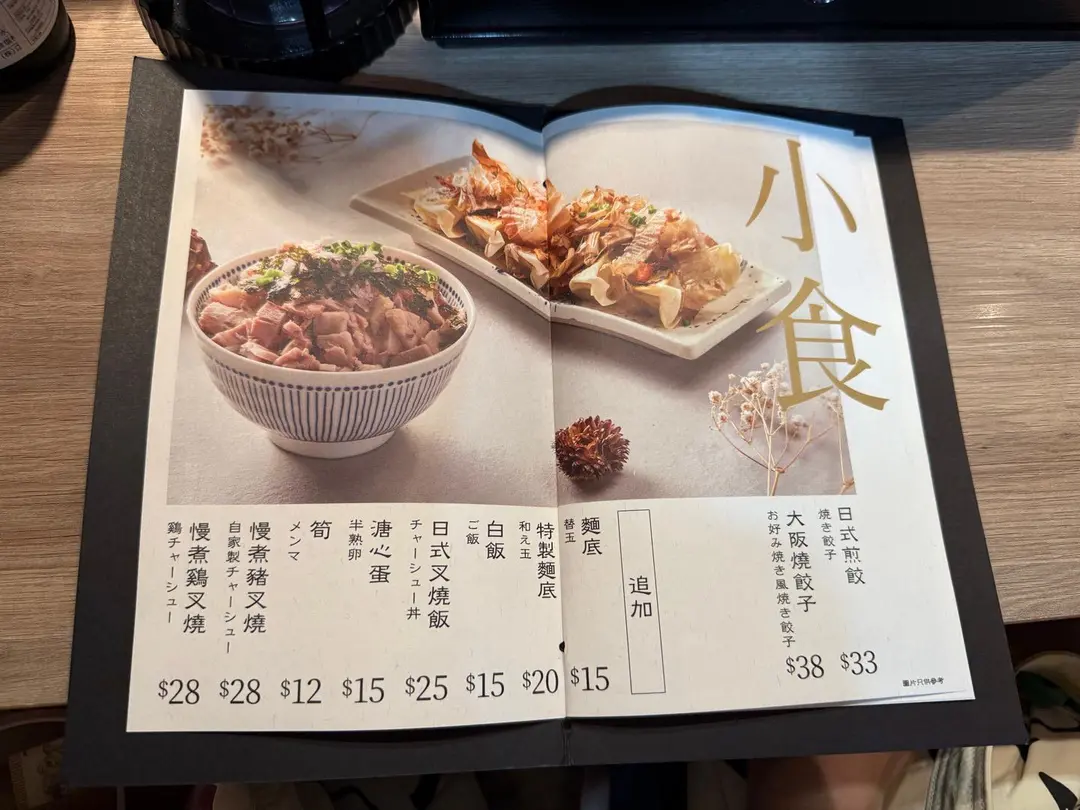 小食
日式煎餃
焼き餃子
$33
大阪燒餃子
お好み焼き風焼き餃子
$38
追加
麵底
替玉
$15
特製麵底
和え玉
$20
白飯
ご飯
$15
日式叉燒飯
チャーシュー丼
$25
溏心蛋
半熟卵
$15
筍
メンマ
$12
慢煮豬叉燒
自家製チャーシュー
$28
慢煮鷄叉燒
鶏チャーシュー
$28
圖片只供參考